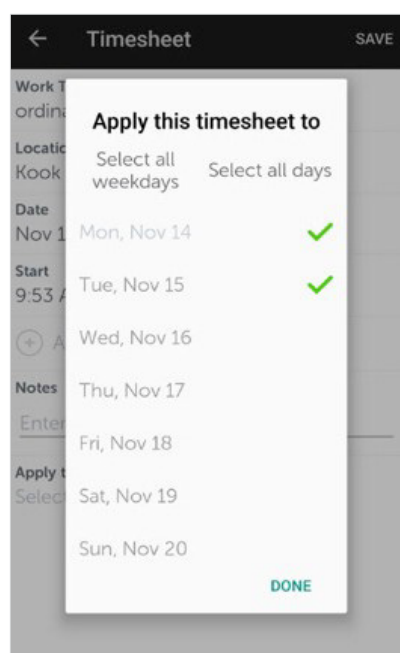 Timesheet SAVE
Work T
ordina
Locatio
Kook
Date
Nov 1
Start
9:53 A
A
Notes
Enter
Apply t
Select
Apply this timesheet to
Select all
weekdays
Select all days
Mon, Nov 14
Tue, Nov 15
Wed, Nov 16
Thu, Nov 17
Fri, Nov 18
Sat, Nov 19
Sun, Nov 20
DONE